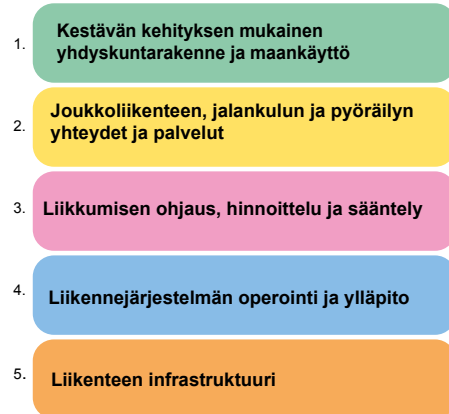 1. Kestävän kehityksen mukainen
yhdyskuntarakenne ja maankäyttö
2. Joukkoliikenteen, jalankulun ja pyöräilyn
yhteydet ja palvelut
3. Liikkumisen ohjaus, hinnoittelu ja sääntely
4. Liikennejärjestelmän operointi ja ylläpito
5. Liikenteen infrastruktuuri